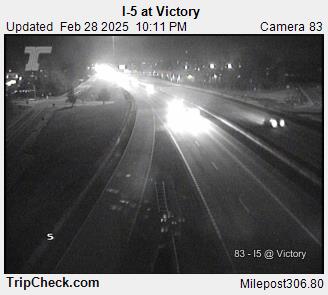 I-5 at Victory
Updated Feb 28 2025 10:11 PM Camera 83
S
83 - I5 @ Victory
TripCheck.com Milepost306.80